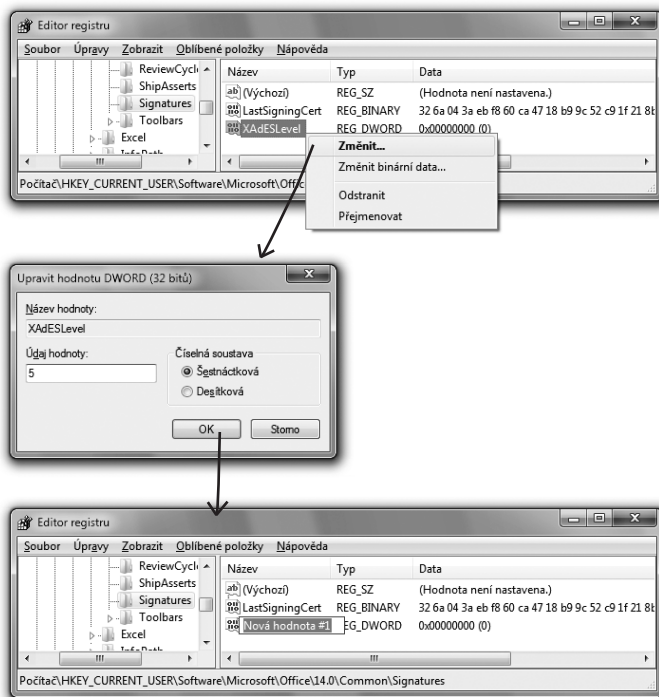 Editor registru
Soubor Úpravy Zobrazit Oblíbené položky Nápověda
ReviewCycl
ShipAsserts
Signatures
Toolbars
Excel
Název Typ Data
(Výchozí) REG_SZ (Hodnota není nastavena.)
LastSigningCert REG_BINARY 32 6a 04 3a eb f8 60 ca 47 18 b9 9c 52 c9 1f 21 8b
XAdESLevel REG_DWORD 0x00000000 (0)
Změnit...
Změnit binární data...
Odstranit
Přejmenovat
Počítač\HKEY_CURRENT_USER\Software\Microsoft\Offic
Upravit hodnotu DWORD (32 bitů)
Název hodnoty:
XAdESLevel
Údaj hodnoty:
5
Číselná soustava
Šestnáctková
Desítková
OK Storno
Editor registru
Soubor Úpravy Zobrazit Oblíbené položky Nápověda
ReviewCycl
ShipAsserts
Signatures
Toolbars
Excel
Název Typ Data
(Výchozí) REG_SZ (Hodnota není nastavena.)
LastSigningCert REG_BINARY 32 6a 04 3a eb f8 60 ca 47 18 b9 9c 52 c9 1f 21 8b
Nová hodnota #1 EG_DWORD 0x00000000 (0)
Počítač\HKEY_CURRENT_USER\Software\Microsoft\Office\14.0\Common\Signatures